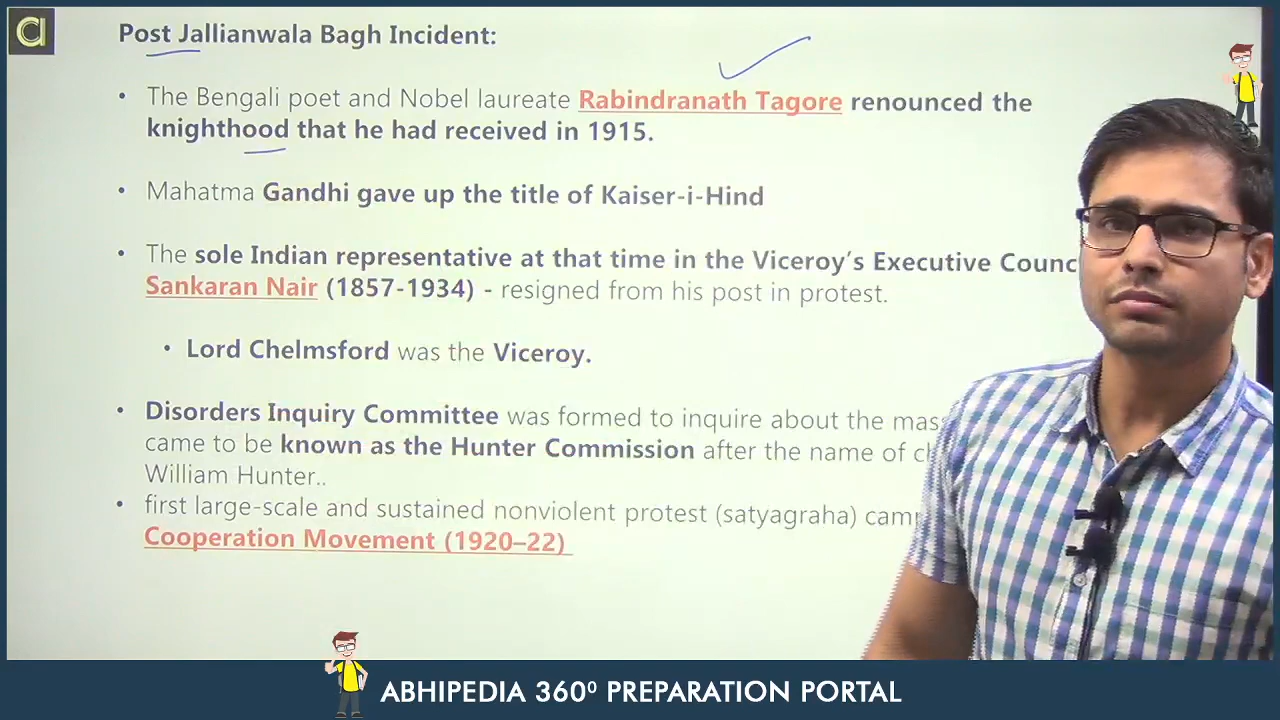 Post Jallianwala Bagh Incident:
• The Bengali poet and Nobel laureate Rabindranath Tagore renounced the
knighthood that he had received in 1915.
• Mahatma Gandhi gave up the title of Kaiser-i-Hind
• The sole Indian representative at that time in the Viceroy's Executive Counc
Sankaran Nair (1857-1934) - resigned from his post in protest.
• Lord Chelmsford was the Viceroy.
• Disorders Inquiry Committee was formed to inquire about the mas
came to be known as the Hunter Commission after the name of
William Hunter..
• first large-scale and sustained nonviolent protest (satyagraha) camp
Cooperation Movement (1920–22)
ABHIPEDIA 360⁰ PREPARATION PORTAL